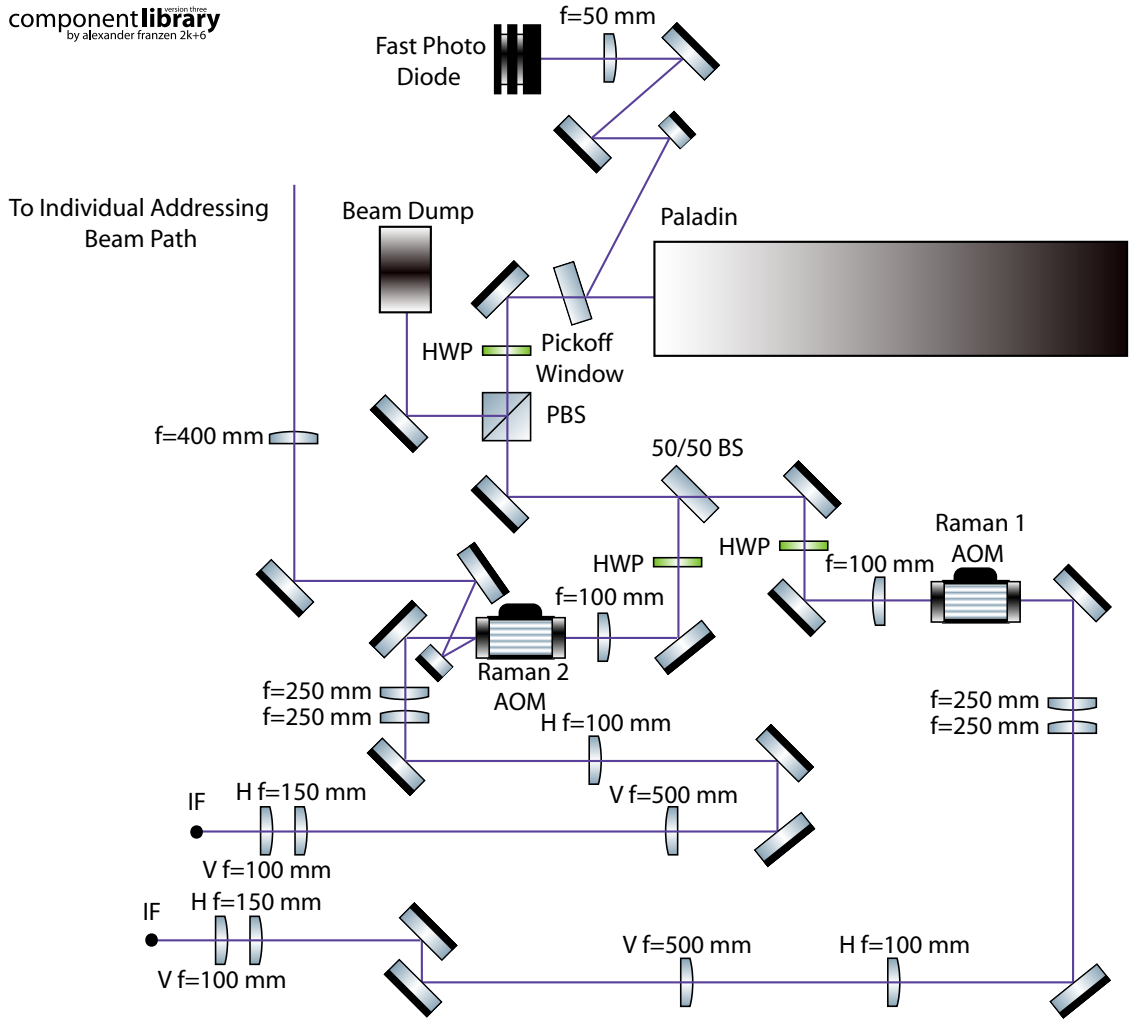 version three
componentlibrary
by alexander franzen 2k+6
f=50 mm
Fast Photo
Diode
To Individual Addressing
Beam Path
Beam Dump
Paladin
HWP
Pickoff
Window
PBS
f=400 mm
50/50 BS
Raman 1
AOM
HWP
HWP
f=100 mm
f=100 mm
Raman 2
AOM
f=250 mm
f=250 mm
f=250 mm
f=250 mm
H f=100 mm
IF
H f=150 mm
V f=500 mm
V f=100 mm
IF
H f=150 mm
V f=500 mm
H f=100 mm
V f=100 mm